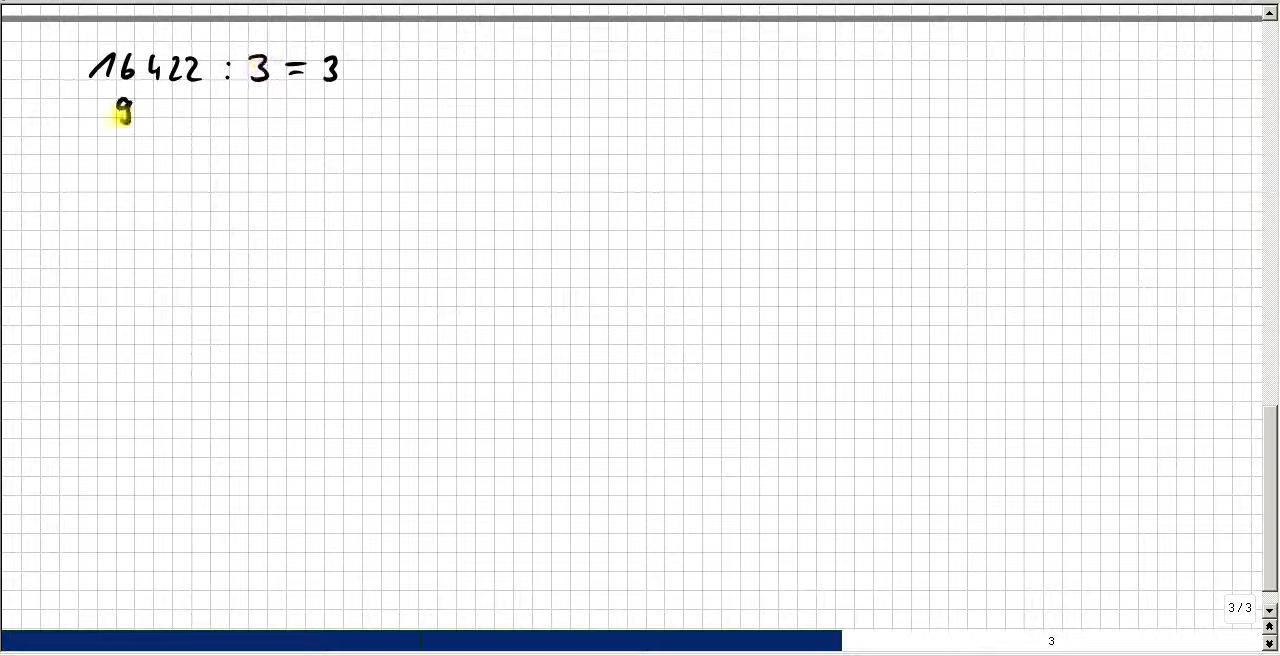 16422 : 3 = 3
9
3/3
3